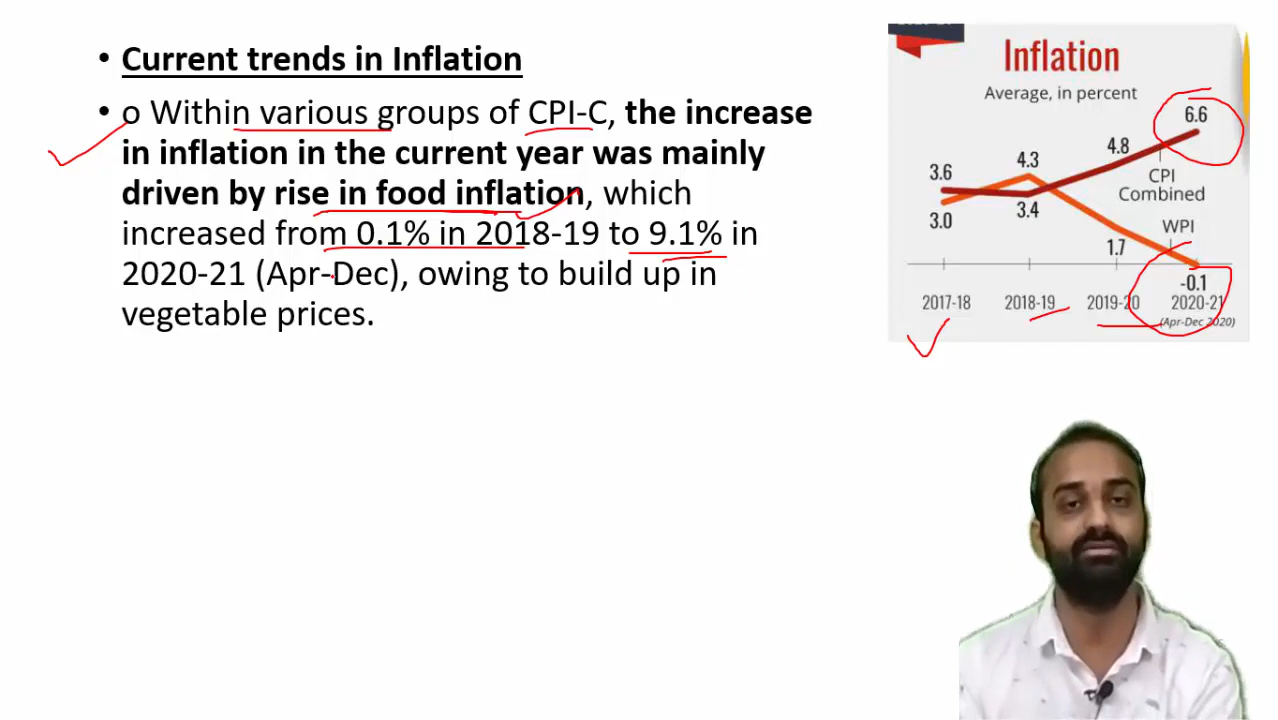 • Current trends in Inflation
• o Within various groups of CPI-C, the increase
in inflation in the current year was mainly
driven by rise in food inflation, which
increased from 0.1% in 2018-19 to 9.1% in
2020-21 (Apr-Dec), owing to build up in
vegetable prices.
Inflation
Average, in percent
6.6
4.8
4.3
3.6
CPI
Combined
3.4
3.0
WPI
1.7
-0.1
2017-18 2018-19 2019-20 2020-21
(Apr-Dec 2020)